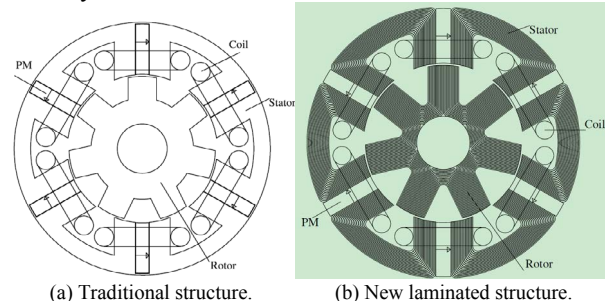 Coil
PM
Stator
Rotor
(a) Traditional structure.
Stator
Coil
PM
Rotor
(b) New laminated structure.